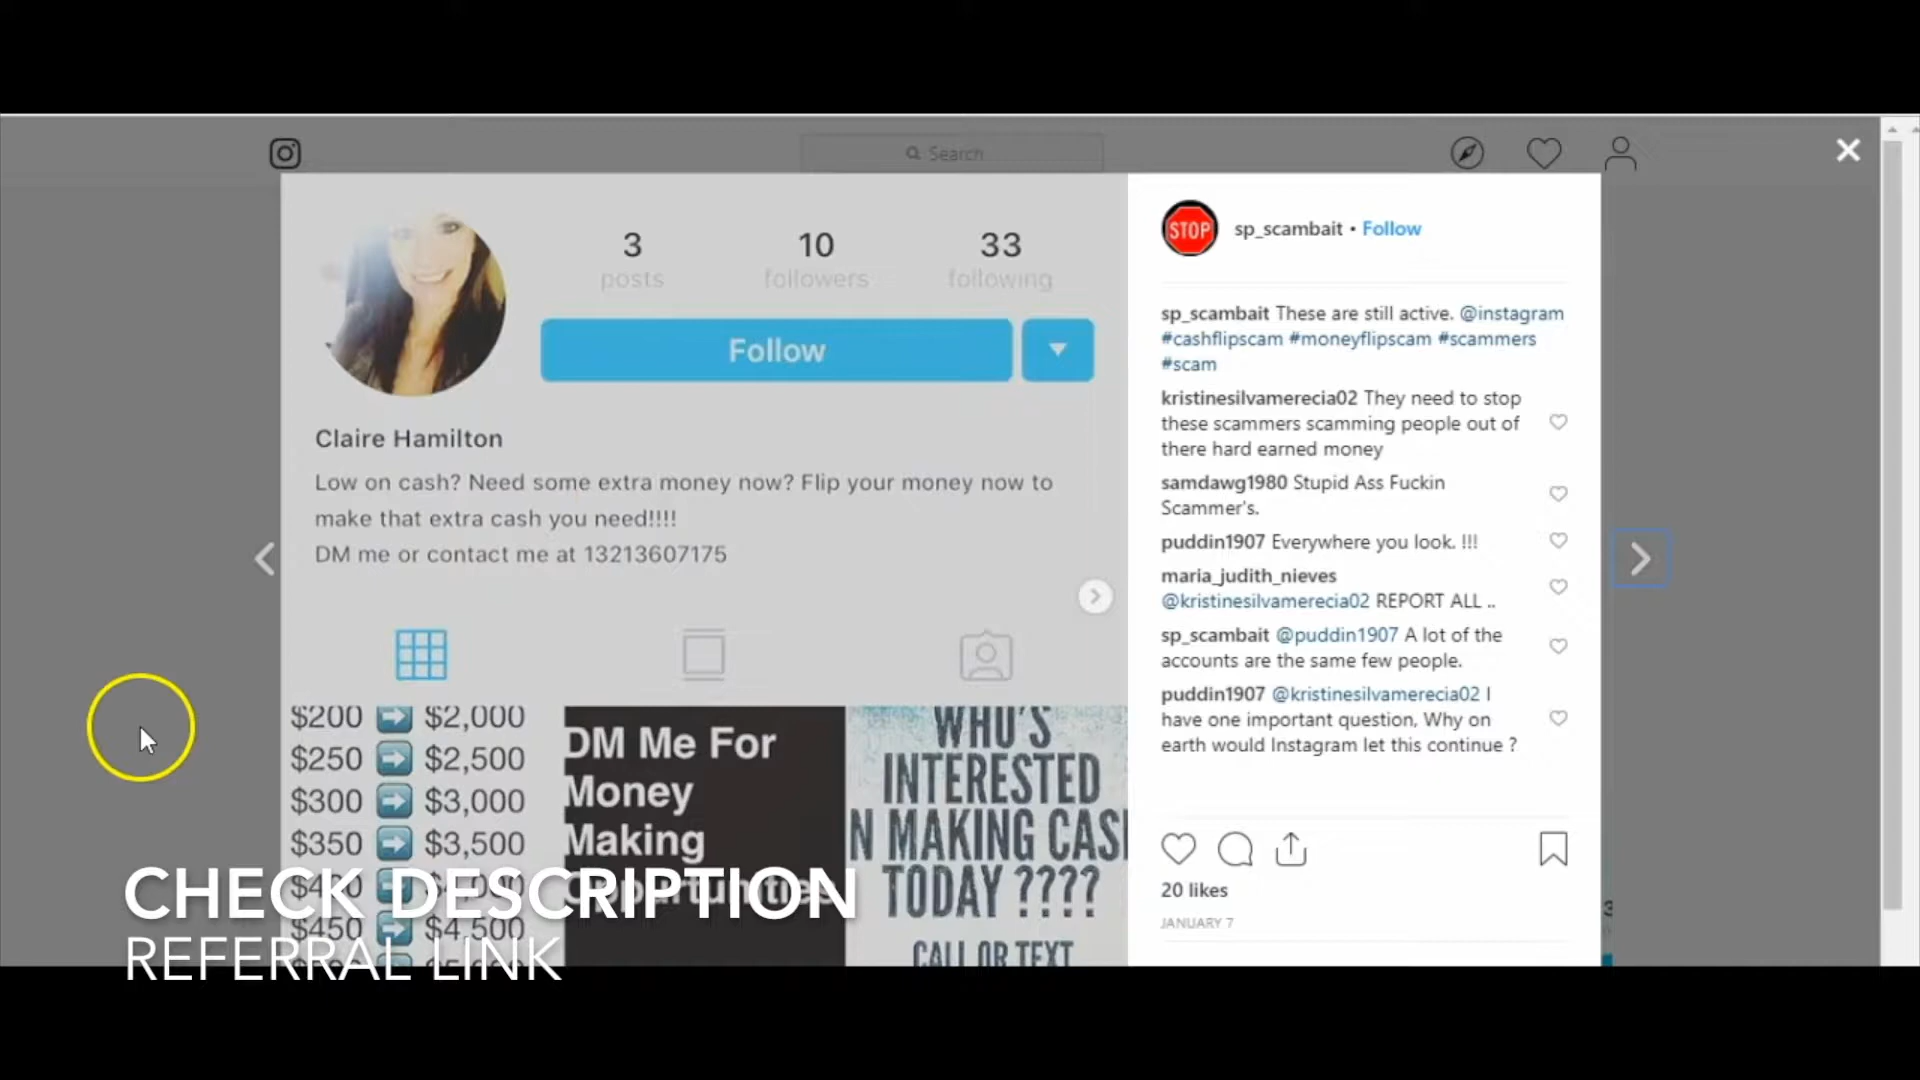 Search
3
posts
10
followers
33
following
Follow
Claire Hamilton
Low on cash? Need some extra money now? Flip your money now to
make that extra cash you need!!!!
DM me or contact me at 13213607175
$200 ➡ $2,000
$250 ➡ $2,500
$300 ➡ $3,000
$350 ➡ $3,500
$450 ➡ $4,500
DM Me For
Money
Making
Opportunities
WHO'S
INTERESTED
N MAKING CAS
TODAY ????
CALL OR TEXT
CHECK DESCRIPTION
REFERRAL LINK
STOP
sp_scambait • Follow
sp_scambait These are still active. @instagram
#cashflipscam #moneyflipscam #scammers
#scam
kristinesilvamerecia02 They need to stop
these scammers scamming people out of
there hard earned money
samdawg1980 Stupid Ass Fuckin
Scammer's.
puddin1907 Everywhere you look. !!!
maria_judith_nieves
@kristinesilvamerecia02 REPORT ALL ..
sp_scambait @puddin1907 A lot of the
accounts are the same few people.
puddin1907 @kristinesilvamerecia02 I
have one important question, Why on
earth would Instagram let this continue ?
20 likes
JANUARY 7